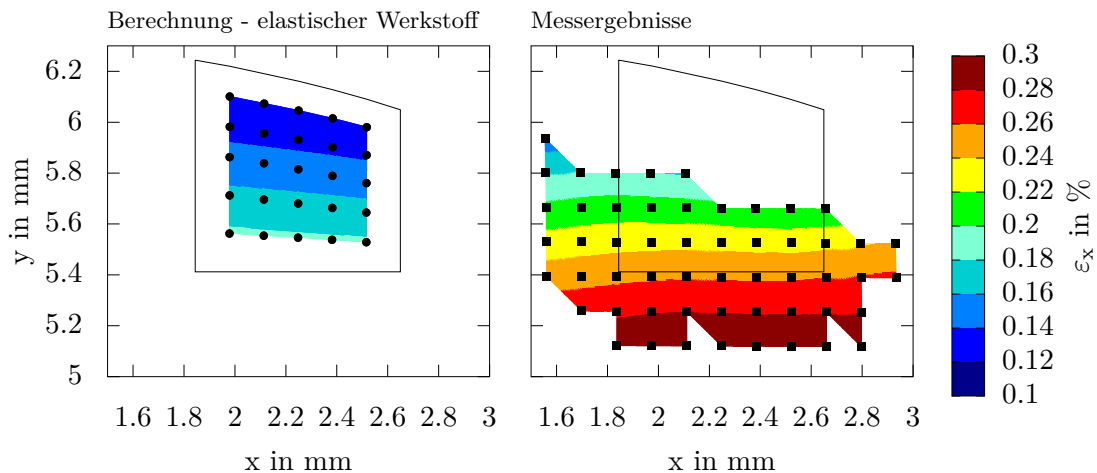 Berechnung - elastischer Werkstoff
Messergebnisse
6.2
6
5.8
5.6
5.4
5.2
5
y in mm
1.6 1.8 2 2.2 2.4 2.6 2.8 3
x in mm
1.6 1.8 2 2.2 2.4 2.6 2.8 3
x in mm
0.3
0.28
0.26
0.24
0.22
0.2
0.18
0.16
0.14
0.12
0.1
εx in %